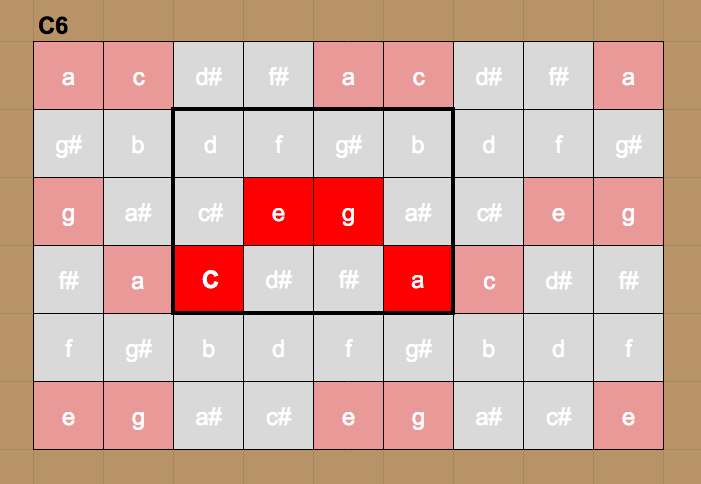 C6
a c d# f# a c d# f# a
g# b d f g# b d f g#
g a# c# e g a# c# e g
f# a C d# f# a c d# f#
f g# b d f g# b d f
e g a# c# e g a# c# e